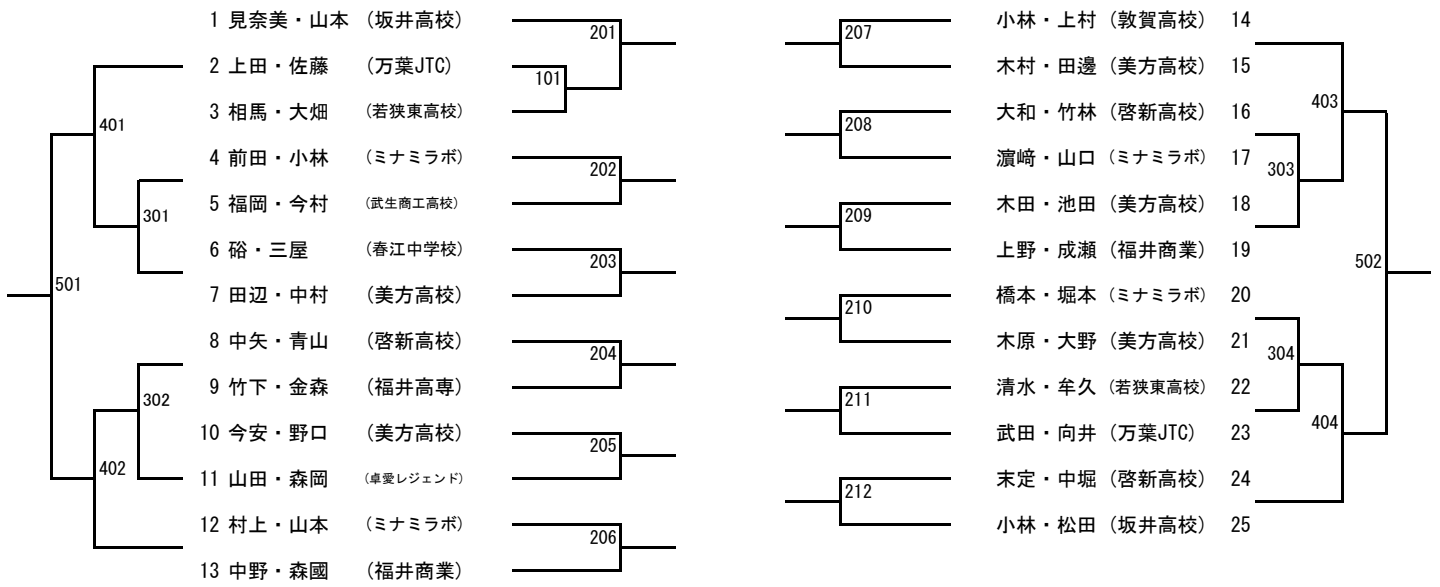 1 見奈美・山本 (坂井高校)
2 上田・佐藤 (万葉JTC)
3 相馬・大畑 (若狭東高校)
4 前田・小林 (ミナミラボ)
5 福岡・今村 (武生商工高校)
6 硲・三屋 (春江中学校)
7 田辺・中村 (美方高校)
8 中矢・青山 (啓新高校)
9 竹下・金森 (福井高専)
10 今安・野口 (美方高校)
11 山田・森岡 (卓愛レジェンド)
12 村上・山本 (ミナミラボ)
13 中野・森國 (福井商業)
401
301
501
302
402
201
101
202
203
204
205
206
小林・上村 (敦賀高校) 14
木村・田邊 (美方高校) 15
大和・竹林 (啓新高校) 16
濵﨑・山口 (ミナミラボ) 17
木田・池田 (美方高校) 18
上野・成瀬 (福井商業) 19
橋本・堀本 (ミナミラボ) 20
木原・大野 (美方高校) 21
清水・牟久 (若狭東高校) 22
武田・向井 (万葉JTC) 23
末定・中堀 (啓新高校) 24
小林・松田 (坂井高校) 25
207
208
209
210
211
212
403
303
502
304
404